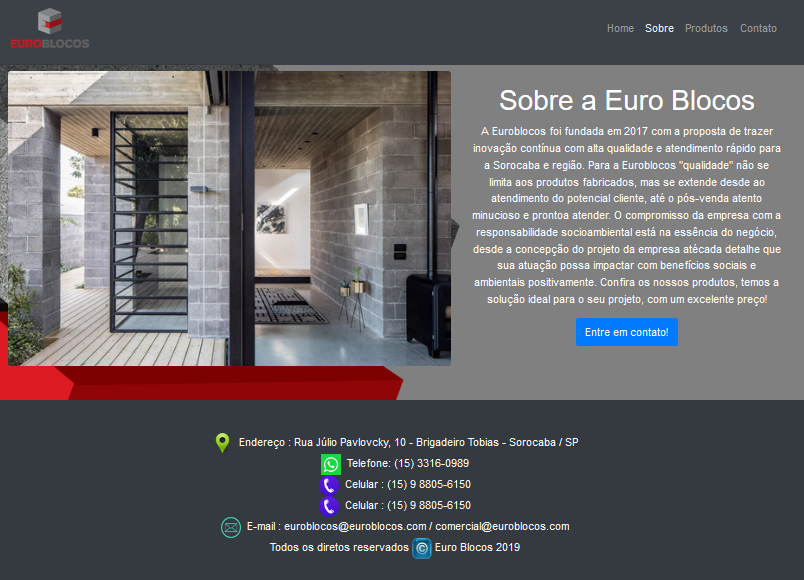 EUROBLOCOS
Home Sobre Produtos Contato
Sobre a Euro Blocos
A Euroblocos foi fundada em 2017 com a proposta de trazer
inovação contínua com alta qualidade e atendimento rápido para
a Sorocaba e região. Para a Euroblocos "qualidade" não se
limita aos produtos fabricados, mas se extende desde ao
atendimento do potencial cliente, até o pós-venda atento
minucioso e prontoa atender. O compromisso da empresa com a
responsabilidade socioambiental está na essência do negócio,
desde a concepção do projeto da empresa atécada detalhe que
sua atuação possa impactar com benefícios sociais e
ambientais positivamente. Confira os nossos produtos, temos a
solução ideal para o seu projeto, com um excelente preço!
Entre em contato!
Endereço : Rua Júlio Pavlovcky, 10 - Brigadeiro Tobias - Sorocaba / SP
Telefone: (15) 3316-0989
Celular : (15) 9 8805-6150
Celular : (15) 9 8805-6150
E-mail : euroblocos@euroblocos.com / comercial@euroblocos.com
Todos os diretos reservados © Euro Blocos 2019